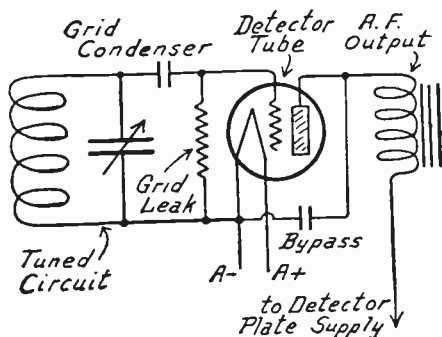 Grid
Condenser
Detector
Tube
A.F.
Output
Grid
Leak
Tuned
Circuit
Bypass
A-
A+
to Detector
Plate Supply